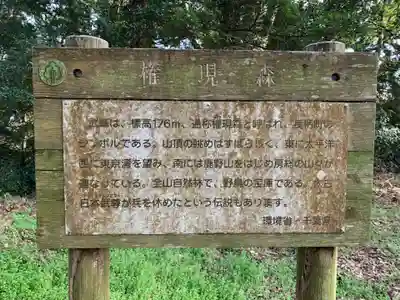 権現森
は、標高176m、通称権現森と呼ばれ、長柄町の
シンボルである。山頂の眺めはすばらしく、東に太平洋
西に東京湾を望み、南には鹿野山をはじめ房総の山々が
連なっている。全山自然林で、野鳥の宝庫である。
日本武尊が兵を休めたという伝説もあります。
環境省・千葉県